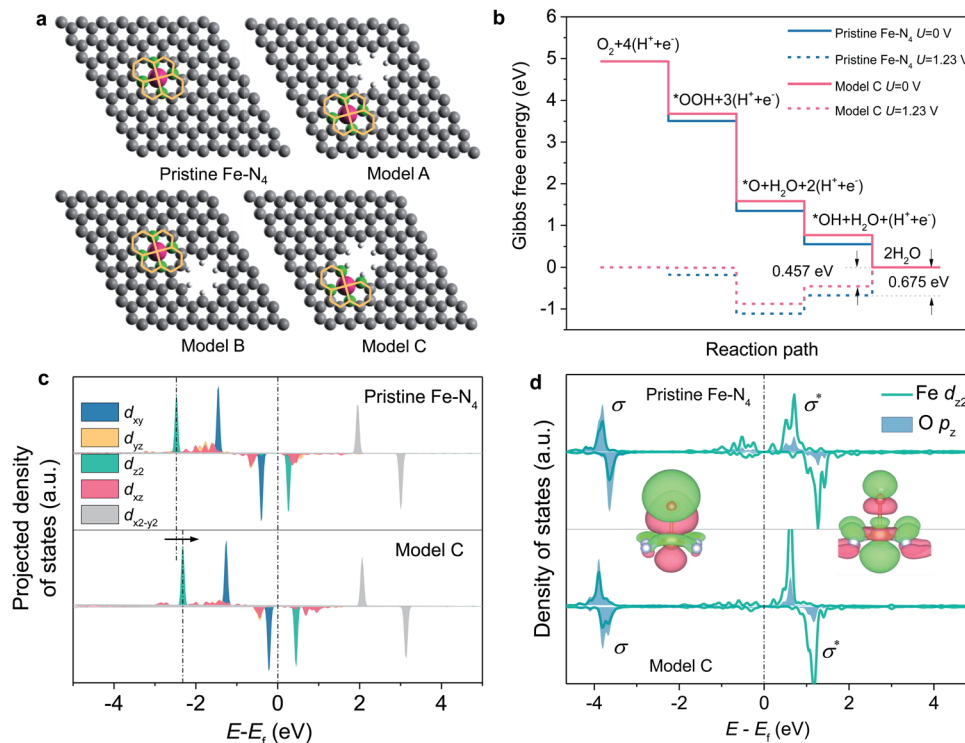 a
Pristine Fe-N4
Model A
Model B
Model C
b
Gibbs free energy (eV)
6
5
4
3
2
1
0
-1
O2+4(H++e-)
*OOH+3(H++e-)
*O+H2O+2(H++e-)
*OH+H2O+(H++e-)
2H2O
0.457 eV
0.675 eV
Pristine Fe-N4 U=0 V
Pristine Fe-N4 U=1.23 V
Model C U=0 V
Model C U=1.23 V
Reaction path
c
Projected density
of states (a.u.)
dxy
dyz
dz2
dxz
dx2-y2
Pristine Fe-N4
Model C
-4 -2 0 2 4
E-Ef (eV)
d
Density of states (a.u.)
Pristine Fe-N4
Fe dz2
O pz
σ
σ*
σ
σ*
Model C
-4 -2 0 2 4
E - Ef (eV)